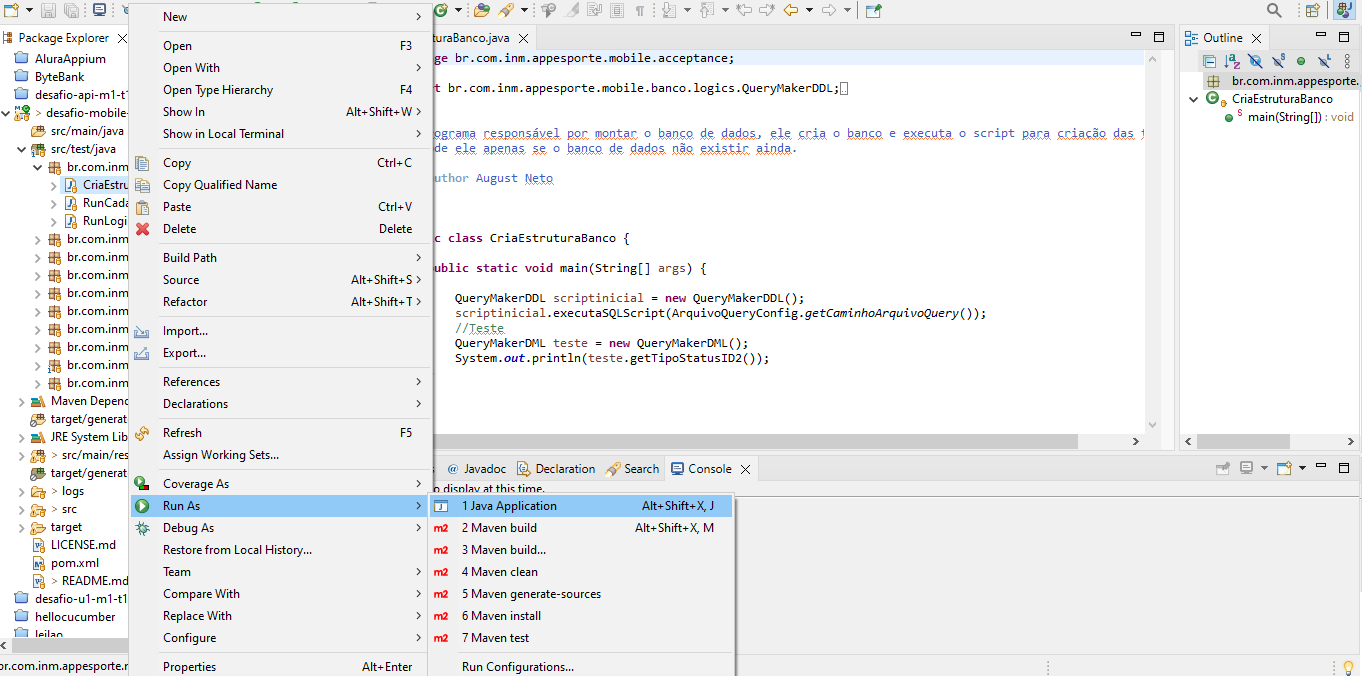 Package Explorer
AluraAppium
ByteBank
desafio-api-m1-t1
> desafio-mobile-
src/main/java
src/test/java
br.com.inm
CriaEstru
RunCada
RunLogi
br.com.inm
br.com.inm
br.com.inm
br.com.inm
br.com.inm
br.com.inm
br.com.inm
br.com.inm
br.com.inm
Maven Depend
target/generat
JRE System Lib
> src/main/res
target/generat
> logs
> src
target
LICENSE.md
pom.xml
> README.md
desafio-u1-m1-t1
hellocucumber
leilao
br.com.inm.appesporte.r
New
Open F3
Open With
Open Type Hierarchy F4
Show In Alt+Shift+W
Show in Local Terminal
Copy Ctrl+C
Copy Qualified Name
Paste Ctrl+V
Delete Delete
Build Path
Source Alt+Shift+S
Refactor Alt+Shift+T
Import...
Export...
References
Declarations
Refresh F5
Assign Working Sets...
Coverage As
Run As
Debug As
Restore from Local History...
Team
Compare With
Replace With
Configure
Properties Alt+Enter
1 Java Application Alt+Shift+X, J
2 Maven build Alt+Shift+X, M
3 Maven build...
4 Maven clean
5 Maven generate-sources
6 Maven install
7 Maven test
Run Configurations...
uraBanco.java
ge br.com.inm.appesporte.mobile.acceptance;
t br.com.inm.appesporte.mobile.banco.logics.QueryMakerDDL;
ograma responsável por montar o banco de dados, ele cria o banco e executa o script para criação das t
de ele apenas se o banco de dados não existir ainda.
uthor August Neto
c class CriaEstruturaBanco {
public static void main(String[] args) {
QueryMakerDDL scriptinicial = new QueryMakerDDL();
scriptinicial.executaSQLScript(ArquivoQueryConfig.getCaminhoArquivoQuery());
//Teste
QueryMakerDML teste = new QueryMakerDML();
System.out.println(teste.getTipoStatusID2());
@ Javadoc Declaration Search Console
o display at this time.
Outline
br.com.inm.appesporte.
CriaEstruturaBanco
main(String[]) : void